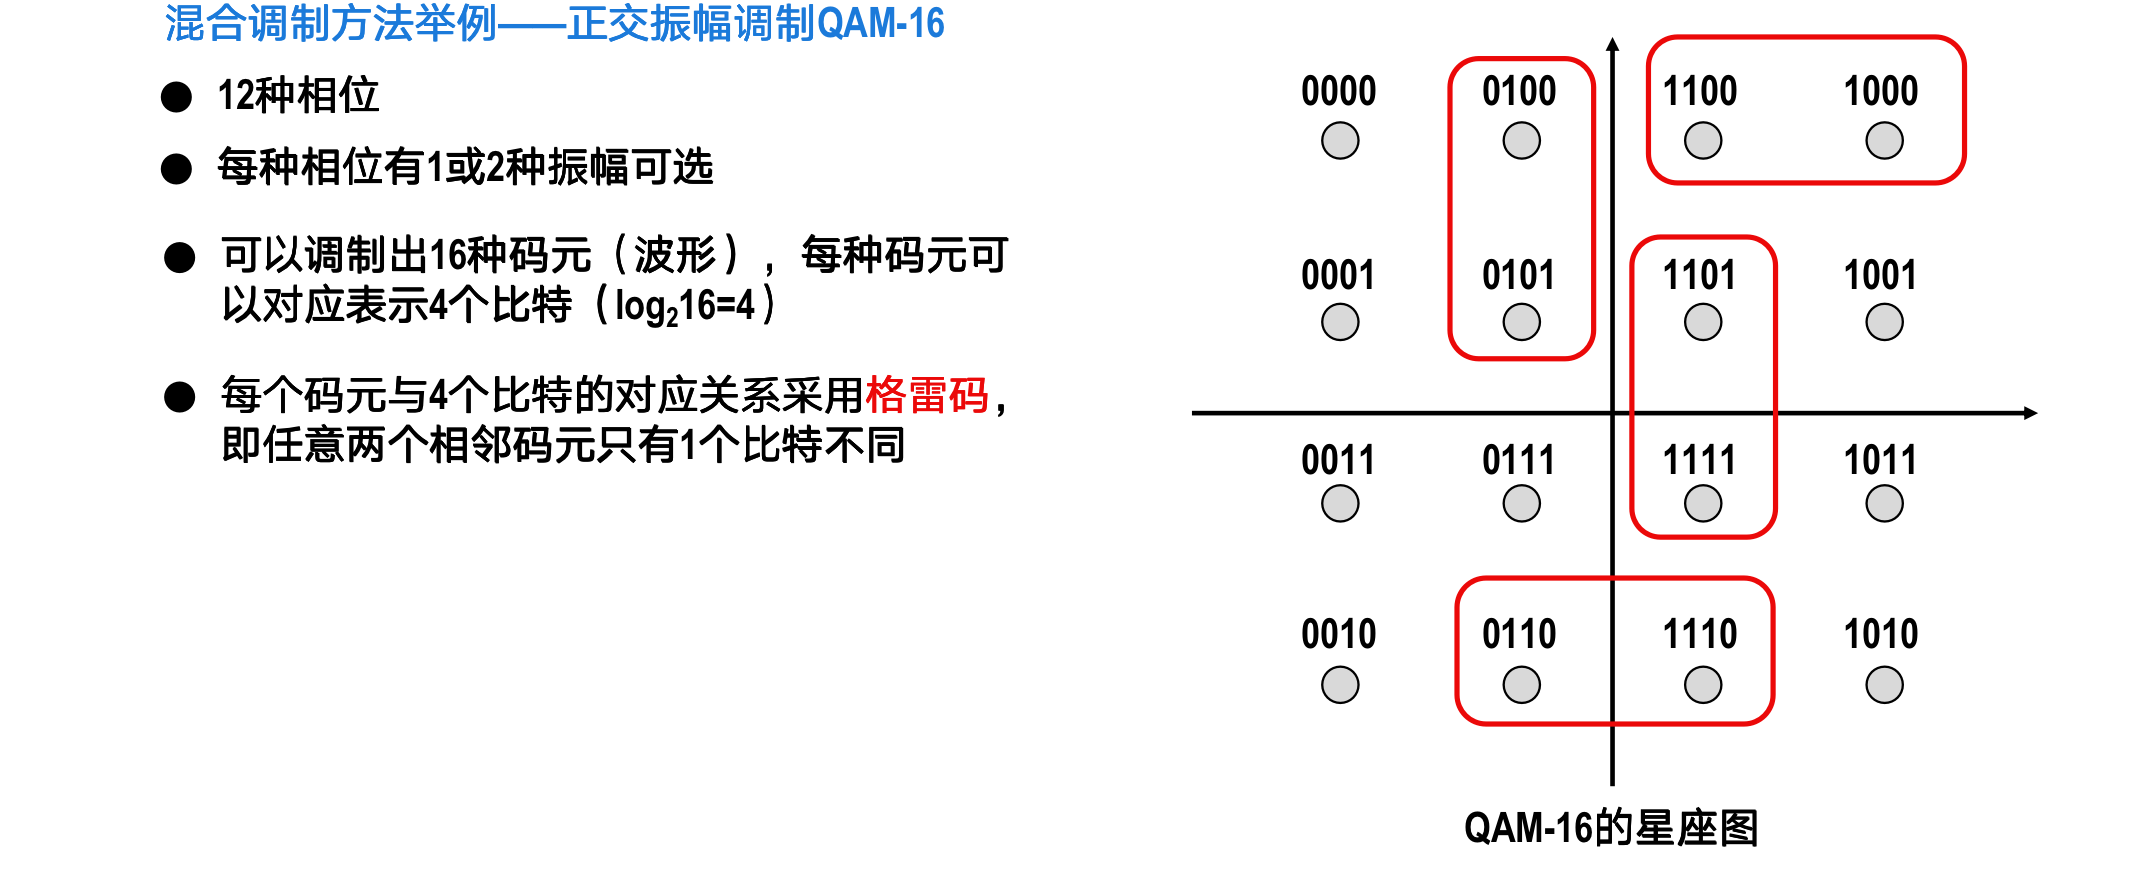 混合调制方法举例——正交振幅调制QAM-16
● 12种相位
● 每种相位有1或2种振幅可选
● 可以调制出16种码元（波形），每种码元可
以对应表示4个比特（log₂16=4）
● 每个码元与4个比特的对应关系采用格雷码，
即任意两个相邻码元只有1个比特不同
0000 0100 1100 1000
0001 0101 1101 1001
0011 0111 1111 1011
0010 0110 1110 1010
QAM-16的星座图